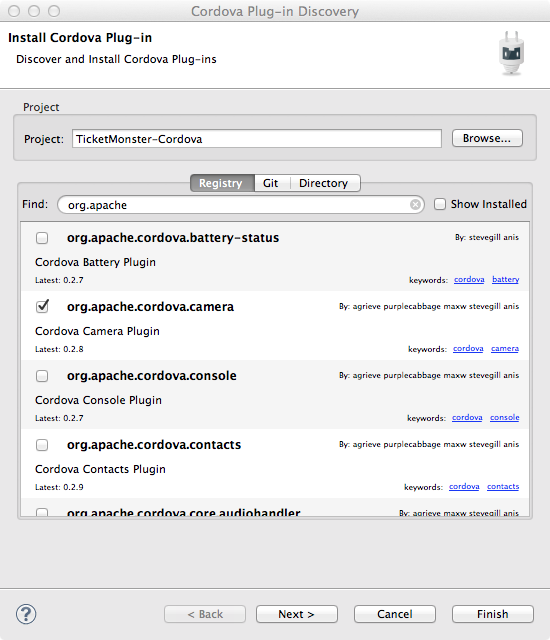 Cordova Plug-in Discovery
Install Cordova Plug-in
Discover and Install Cordova Plug-ins
Project
Project: TicketMonster-Cordova Browse...
Registry Git Directory
Find: org.apache Show Installed
org.apache.cordova.battery-status By: stevegill anis
Cordova Battery Plugin
Latest: 0.2.7 keywords: cordova battery
org.apache.cordova.camera By: agrieve purplecabbage maxw stevegill anis
Cordova Camera Plugin
Latest: 0.2.8 keywords: cordova camera
org.apache.cordova.console By: agrieve purplecabbage maxw stevegill anis
Cordova Console Plugin
Latest: 0.2.7 keywords: cordova console
org.apache.cordova.contacts By: agrieve purplecabbage maxw stevegill anis
Cordova Contacts Plugin
Latest: 0.2.9 keywords: cordova contacts
org.apache.cordova.core.audiohandler By: agrieve purplecabbage maxw stevegill anis
? < Back Next > Cancel Finish